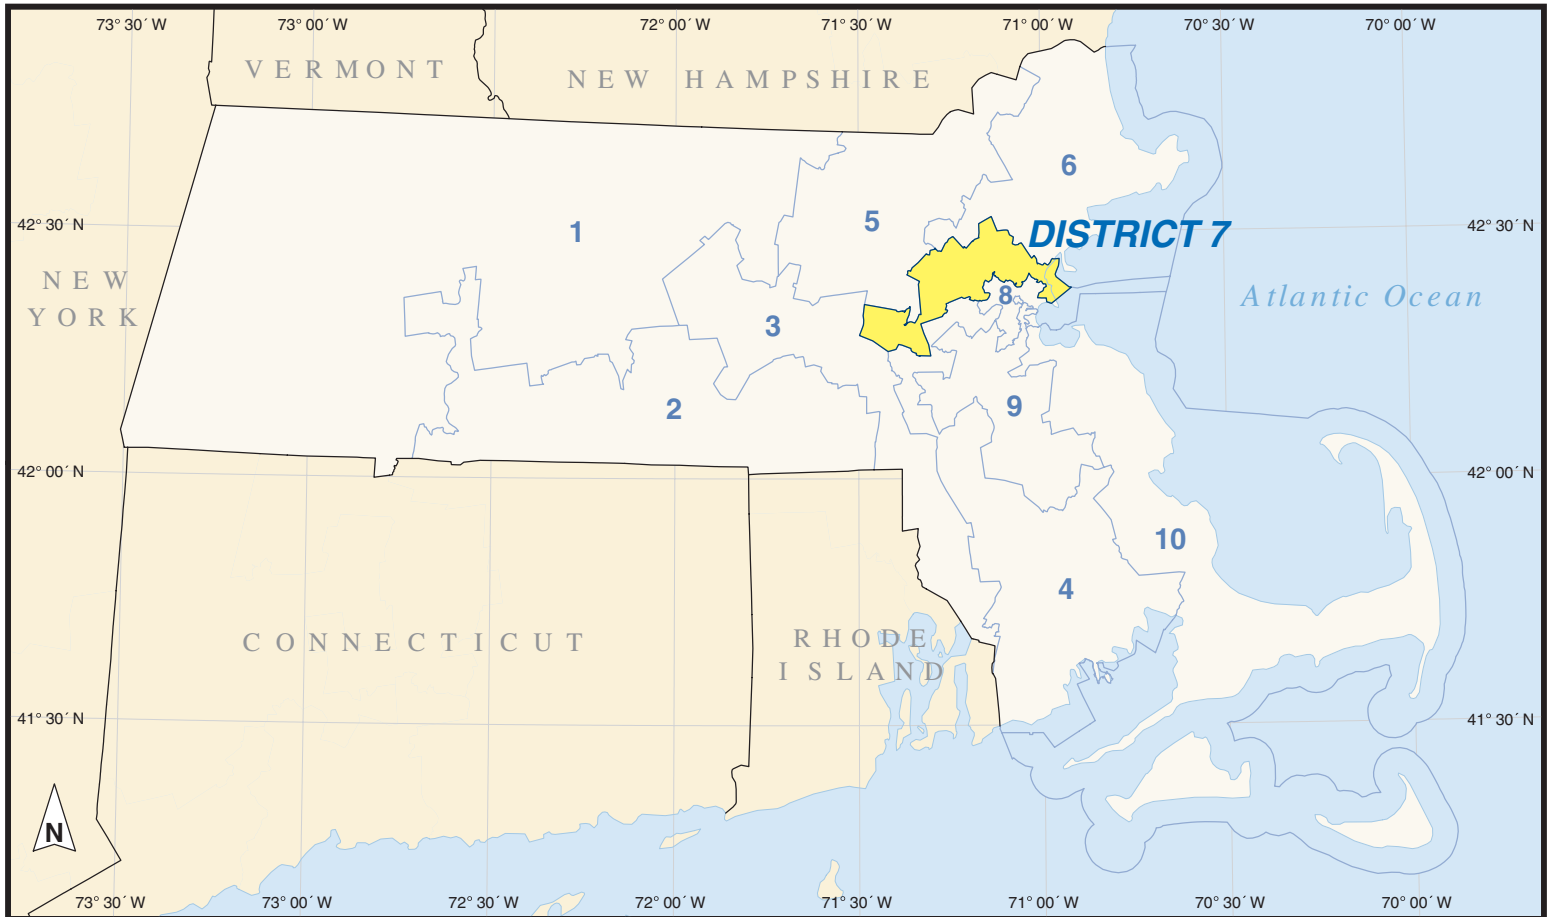 73° 30´ W
73° 00´ W
72° 00´ W
71° 30´ W
71° 00´ W
70° 30´ W
70° 00´ W
VERMONT
NEW HAMPSHIRE
6
42° 30´ N
1
5
DISTRICT 7
42° 30´ N
NEW
YORK
8
Atlantic Ocean
3
2
9
42° 00´ N
42° 00´ N
10
4
CONNECTICUT
RHODE
ISLAND
41° 30´ N
41° 30´ N
N
73° 30´ W
73° 00´ W
72° 30´ W
72° 00´ W
71° 30´ W
71° 00´ W
70° 30´ W
70° 00´ W